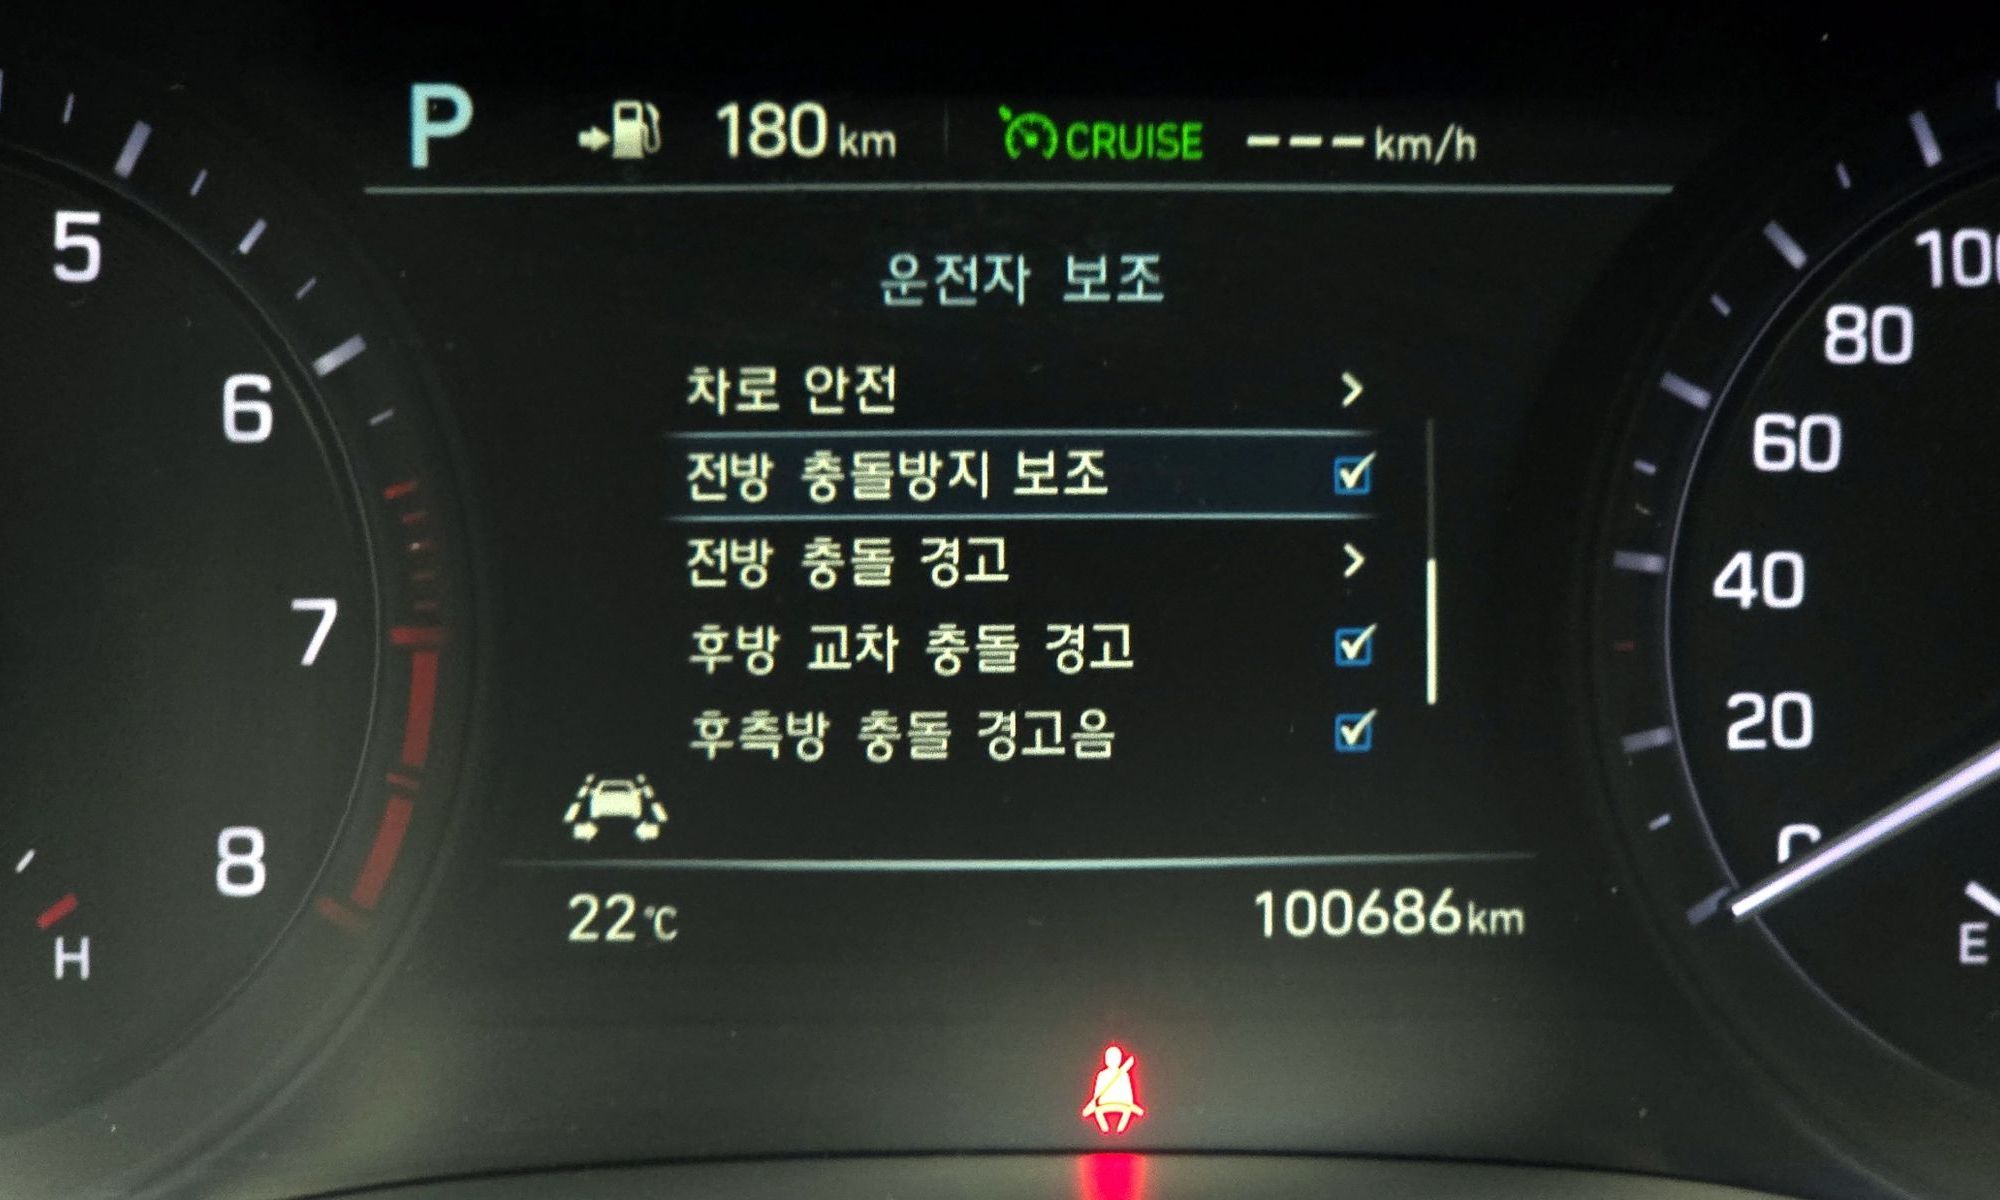 P 180 km CRUISE ---km/h
운전자 보조
차로 안전 >
전방 충돌방지 보조
전방 충돌 경고 >
후방 교차 충돌 경고
후측방 충돌 경고음
22℃ 100686km
5
6
7
8
H
100
80
60
40
20
0
E